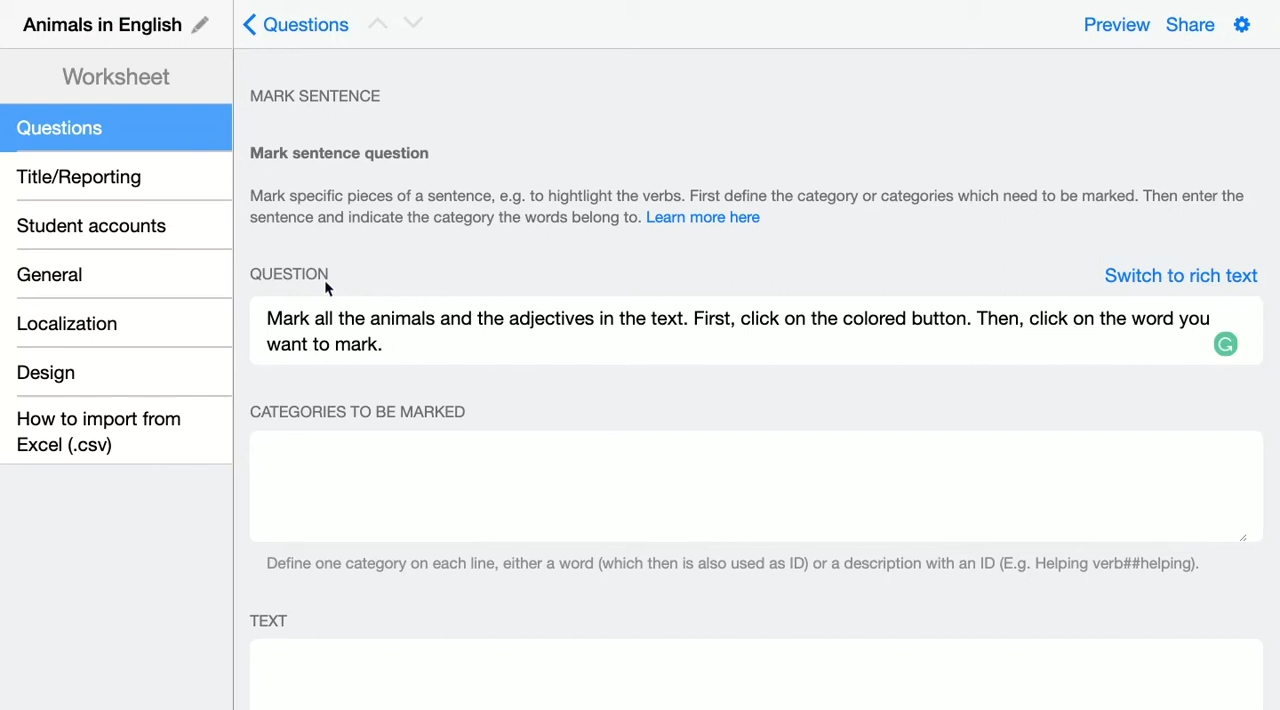 Animals in English
Questions
Preview
Share
Worksheet
Questions
Title/Reporting
Student accounts
General
Localization
Design
How to import from
Excel (.csv)
MARK SENTENCE
Mark sentence question
Mark specific pieces of a sentence, e.g. to hightlight the verbs. First define the category or categories which need to be marked. Then enter the
sentence and indicate the category the words belong to. Learn more here
QUESTION
Switch to rich text
Mark all the animals and the adjectives in the text. First, click on the colored button. Then, click on the word you
want to mark.
CATEGORIES TO BE MARKED
Define one category on each line, either a word (which then is also used as ID) or a description with an ID (E.g. Helping verb##helping).
TEXT